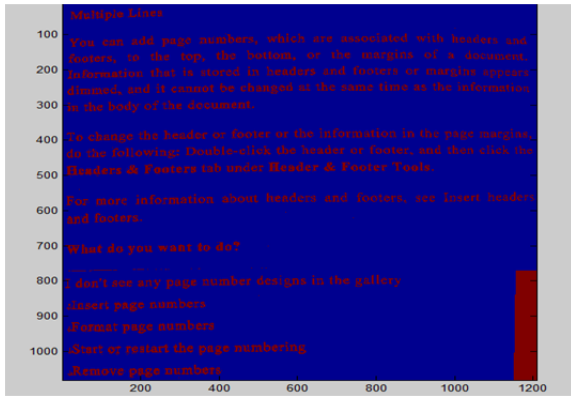 Multiple Lines
100
You can add page numbers, which are associated with headers and
200
footers, to the top, the bottom, or the margins of a document.
Information that is stored in headers and footers or margins appears
dimmed, and it cannot be changed at the same time as the information
300
in the body of the document.
400
To change the header or footer or the information in the page margins,
do the following: Double-click the header or footer, and then click the
500
Headers & Footers tab under Header & Footer Tools.
600
For more information about headers and footers, see Insert headers
and footers.
700
What do you want to do?
800
I don't see any page number designs in the gallery
900
.Insert page numbers
.Format page numbers
1000
.Start or restart the page numbering
.Remove page numbers
200 400 600 800 1000 1200